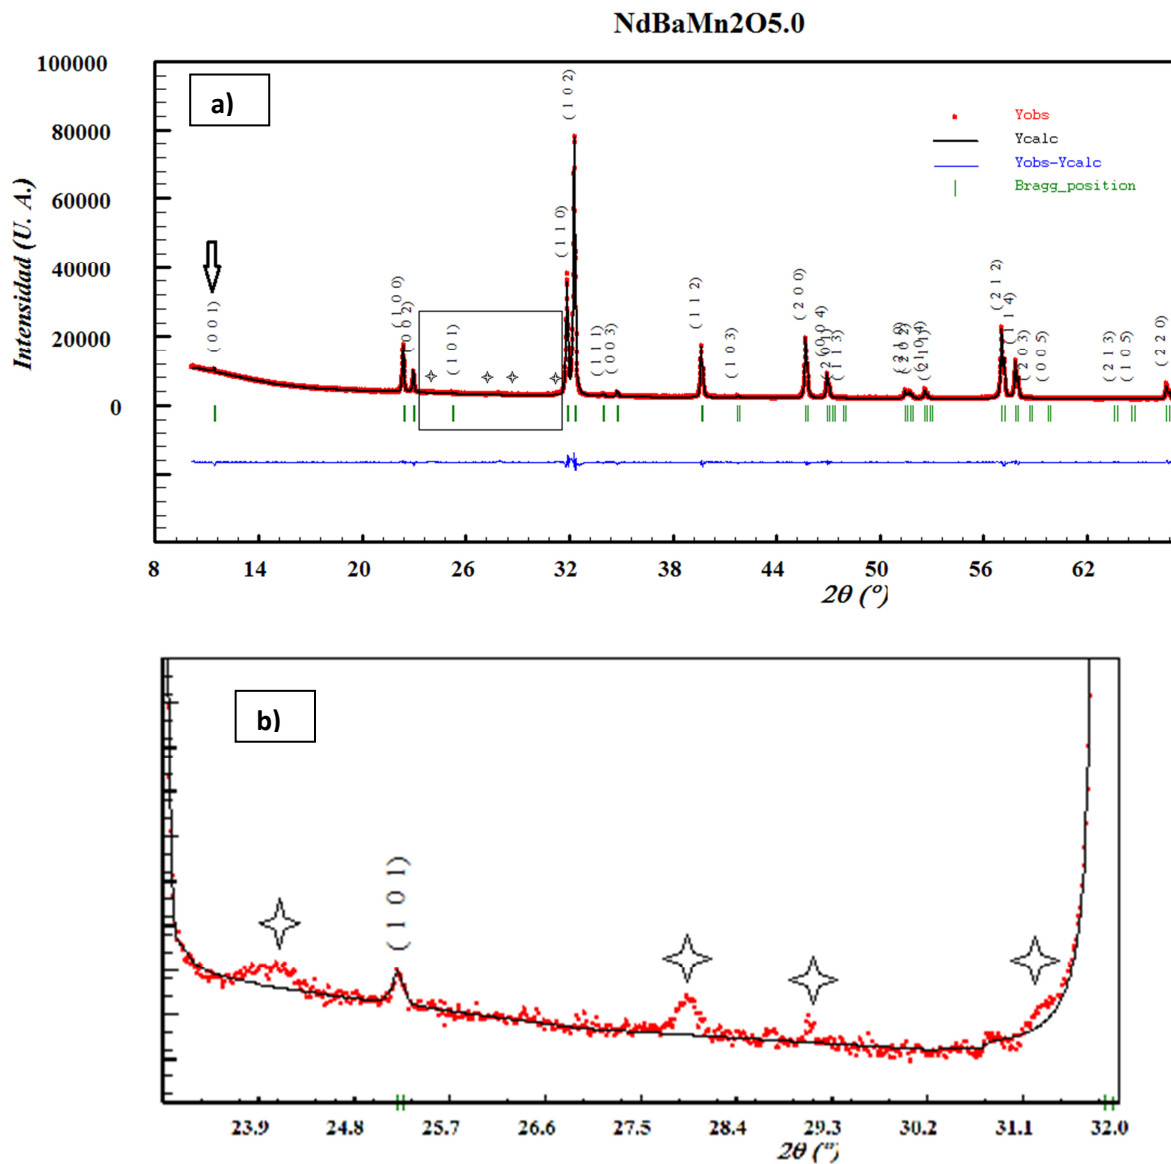 NdBaMn2O5.0
a)
Intensidad (U. A.)
100000
80000
60000
40000
20000
0
Yobs
Ycalc
Yobs-Ycalc
Bragg_position
( 0 0 1)
( 1 0 0)
( 0 0 2)
( 1 0 1)
( 1 1 0)
( 1 0 2)
( 1 1 1)
( 0 0 3)
( 1 1 2)
( 1 0 3)
( 2 0 0)
( 1 1 3)
( 2 1 2)
( 1 1 4)
( 2 0 3)
( 0 0 5)
( 2 1 3)
( 1 0 5)
( 2 2 0)
8 14 20 26 32 38 44 50 56 62
2θ (º)
b)
( 1 0 1)
23.9 24.8 25.7 26.6 27.5 28.4 29.3 30.2 31.1 32.0
2θ (º)